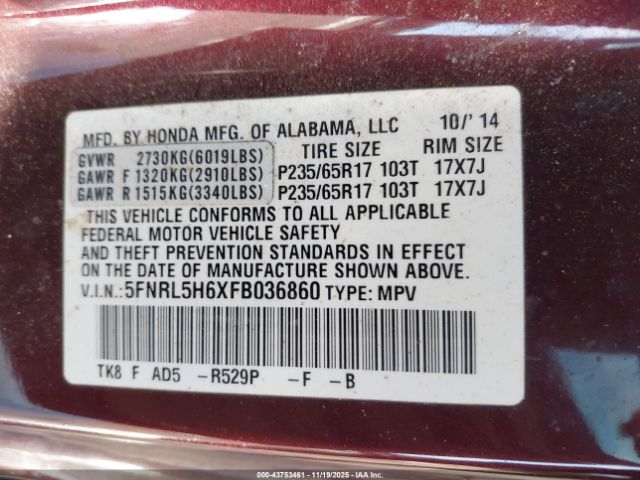 MFD. BY HONDA MFG. OF ALABAMA, LLC 10/'14
TIRE SIZE RIM SIZE
GVWR 2730KG(6019LBS)
GAWR F 1320KG(2910LBS) P235/65R17 103T 17X7J
GAWR R 1515KG(3340LBS) P235/65R17 103T 17X7J
THIS VEHICLE CONFORMS TO ALL APPLICABLE
FEDERAL MOTOR VEHICLE SAFETY
AND THEFT PREVENTION STANDARDS IN EFFECT
ON THE DATE OF MANUFACTURE SHOWN ABOVE.
V.I.N.:5FNRL5H6XFB036860 TYPE: MPV
TK8 F AD5 -R529P -F -B
000-43753461 - 11/19/2025 - IAAI.COM